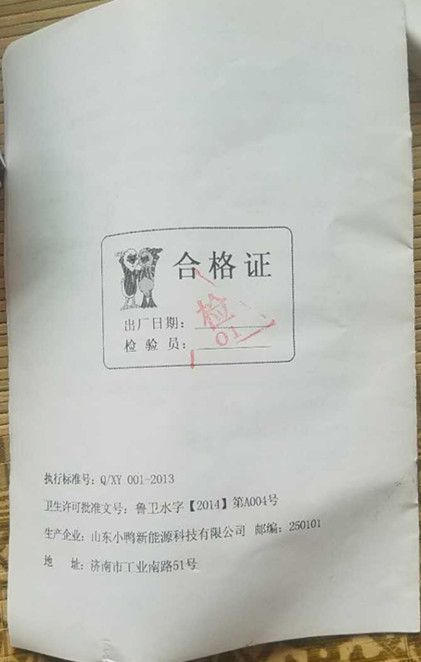 合格证
出厂日期:
检
检验员:
01
执行标准号: Q/XY 001-2013
卫生许可批准文号: 鲁卫水字【2014】第A004号
生产企业: 山东小鸭新能源科技有限公司 邮编: 250101
地 址: 济南市工业南路51号